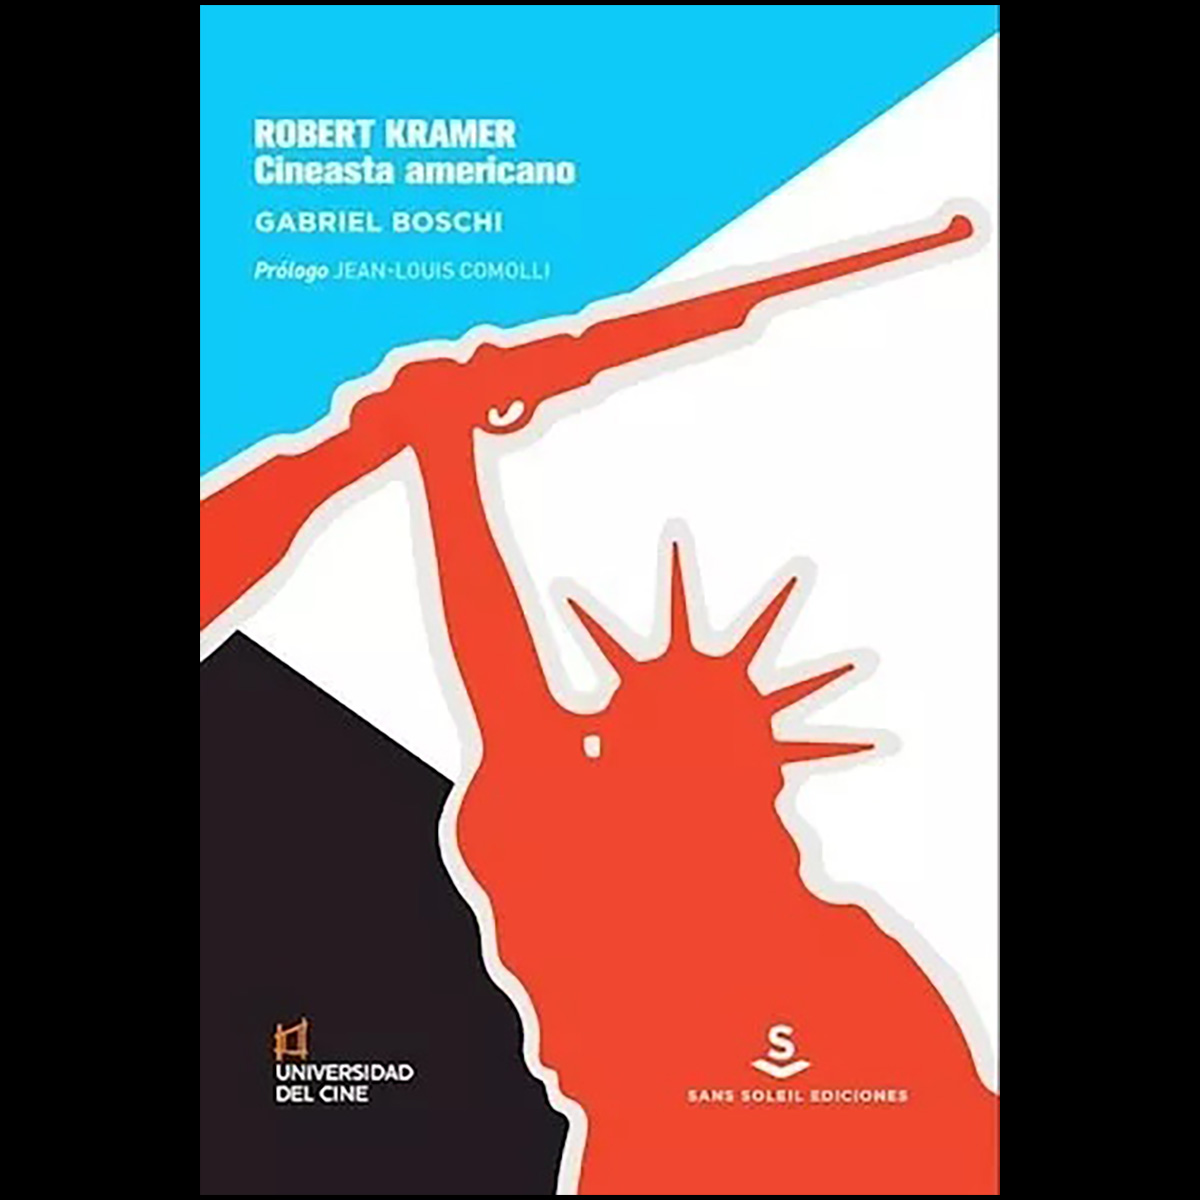 ROBERT KRAMER
Cineasta americano
GABRIEL BOSCHI
Prólogo JEAN-LOUIS COMOLLI
UNIVERSIDAD
DEL CINE
S
SANS SOLEIL EDICIONES